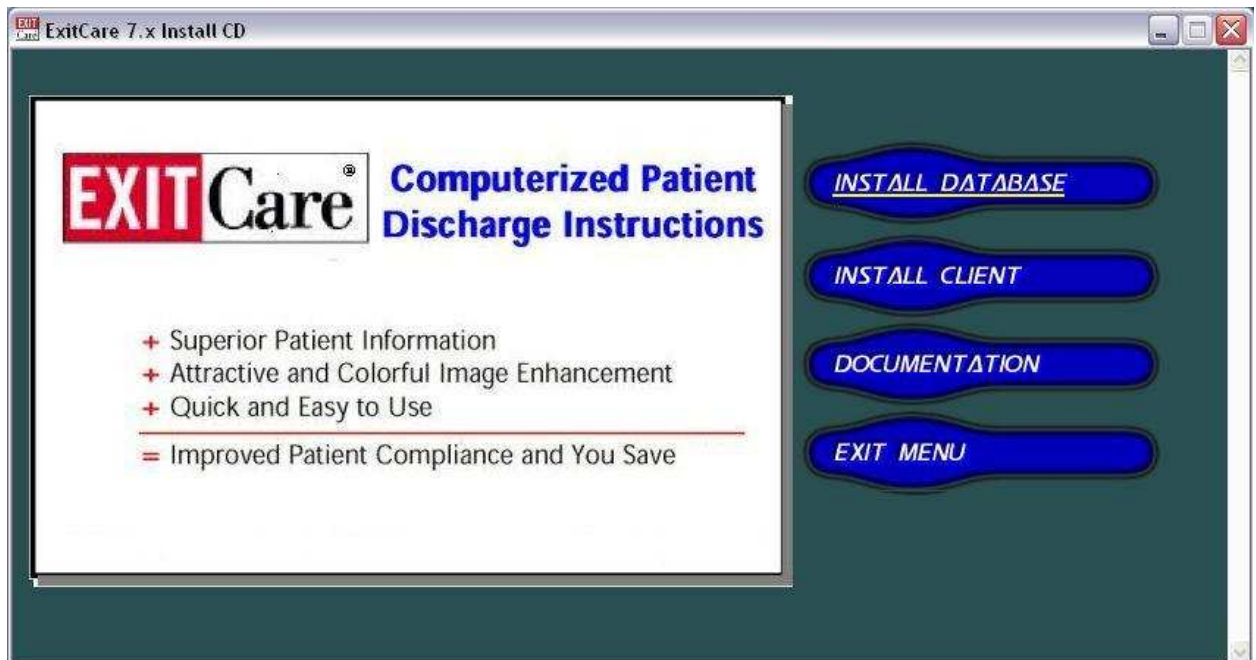 EXIT Care ExitCare 7.x Install CD
EXITCare®
Computerized Patient
Discharge Instructions
+ Superior Patient Information
+ Attractive and Colorful Image Enhancement
+ Quick and Easy to Use
= Improved Patient Compliance and You Save
INSTALL DATABASE
INSTALL CLIENT
DOCUMENTATION
EXIT MENU